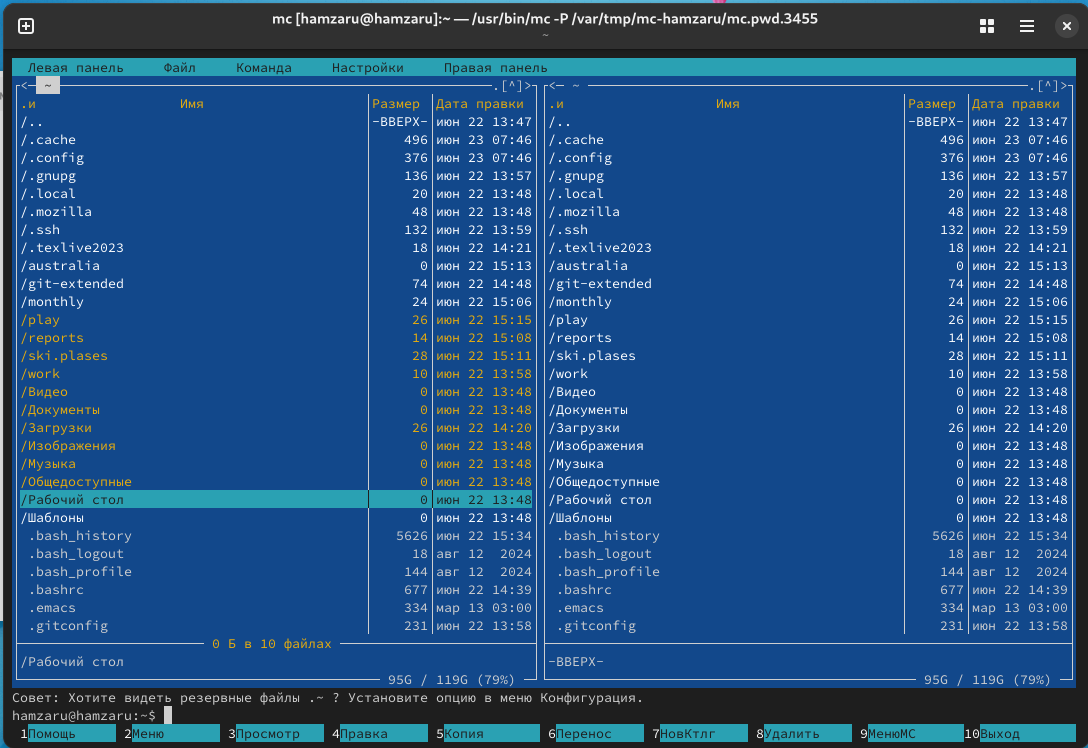 mc [hamzaru@hamzaru]:~ — /usr/bin/mc -P /var/tmp/mc-hamzaru/mc.pwd.3455
~
Левая панель Файл Команда Настройки Правая панель
<─ ~ ─.[^]> <─ ~ ─.[^]>
.и Имя Размер Дата правки .и Имя Размер Дата правки
/.. -ВВЕРХ- июн 22 13:47 /.. -ВВЕРХ- июн 22 13:47
/.cache 496 июн 23 07:46 /.cache 496 июн 23 07:46
/.config 376 июн 23 07:46 /.config 376 июн 23 07:46
/.gnupg 136 июн 22 13:57 /.gnupg 136 июн 22 13:57
/.local 20 июн 22 13:48 /.local 20 июн 22 13:48
/.mozilla 48 июн 22 13:48 /.mozilla 48 июн 22 13:48
/.ssh 132 июн 22 13:59 /.ssh 132 июн 22 13:59
/.texlive2023 18 июн 22 14:21 /.texlive2023 18 июн 22 14:21
/australia 0 июн 22 15:13 /australia 0 июн 22 15:13
/git-extended 74 июн 22 14:48 /git-extended 74 июн 22 14:48
/monthly 24 июн 22 15:06 /monthly 24 июн 22 15:06
/play 26 июн 22 15:15 /play 26 июн 22 15:15
/reports 14 июн 22 15:08 /reports 14 июн 22 15:08
/ski.plases 28 июн 22 15:11 /ski.plases 28 июн 22 15:11
/work 10 июн 22 13:58 /work 10 июн 22 13:58
/Видео 0 июн 22 13:48 /Видео 0 июн 22 13:48
/Документы 0 июн 22 13:48 /Документы 0 июн 22 13:48
/Загрузки 26 июн 22 14:20 /Загрузки 26 июн 22 14:20
/Изображения 0 июн 22 13:48 /Изображения 0 июн 22 13:48
/Музыка 0 июн 22 13:48 /Музыка 0 июн 22 13:48
/Общедоступные 0 июн 22 13:48 /Общедоступные 0 июн 22 13:48
/Рабочий стол 0 июн 22 13:48 /Рабочий стол 0 июн 22 13:48
/Шаблоны 0 июн 22 13:48 /Шаблоны 0 июн 22 13:48
.bash_history 5626 июн 22 15:34 .bash_history 5626 июн 22 15:34
.bash_logout 18 авг 12 2024 .bash_logout 18 авг 12 2024
.bash_profile 144 авг 12 2024 .bash_profile 144 авг 12 2024
.bashrc 677 июн 22 14:39 .bashrc 677 июн 22 14:39
.emacs 334 мар 13 03:00 .emacs 334 мар 13 03:00
.gitconfig 231 июн 22 13:58 .gitconfig 231 июн 22 13:58
0 Б в 10 файлах
/Рабочий стол -ВВЕРХ-
95G / 119G (79%) 95G / 119G (79%)
Совет: Хотите видеть резервные файлы .~ ? Установите опцию в меню Конфигурация.
hamzaru@hamzaru:~$
1Помощь 2Меню 3Просмотр 4Правка 5Копия 6Перенос 7НовКтлг 8Удалить 9МенюМС 10Выход